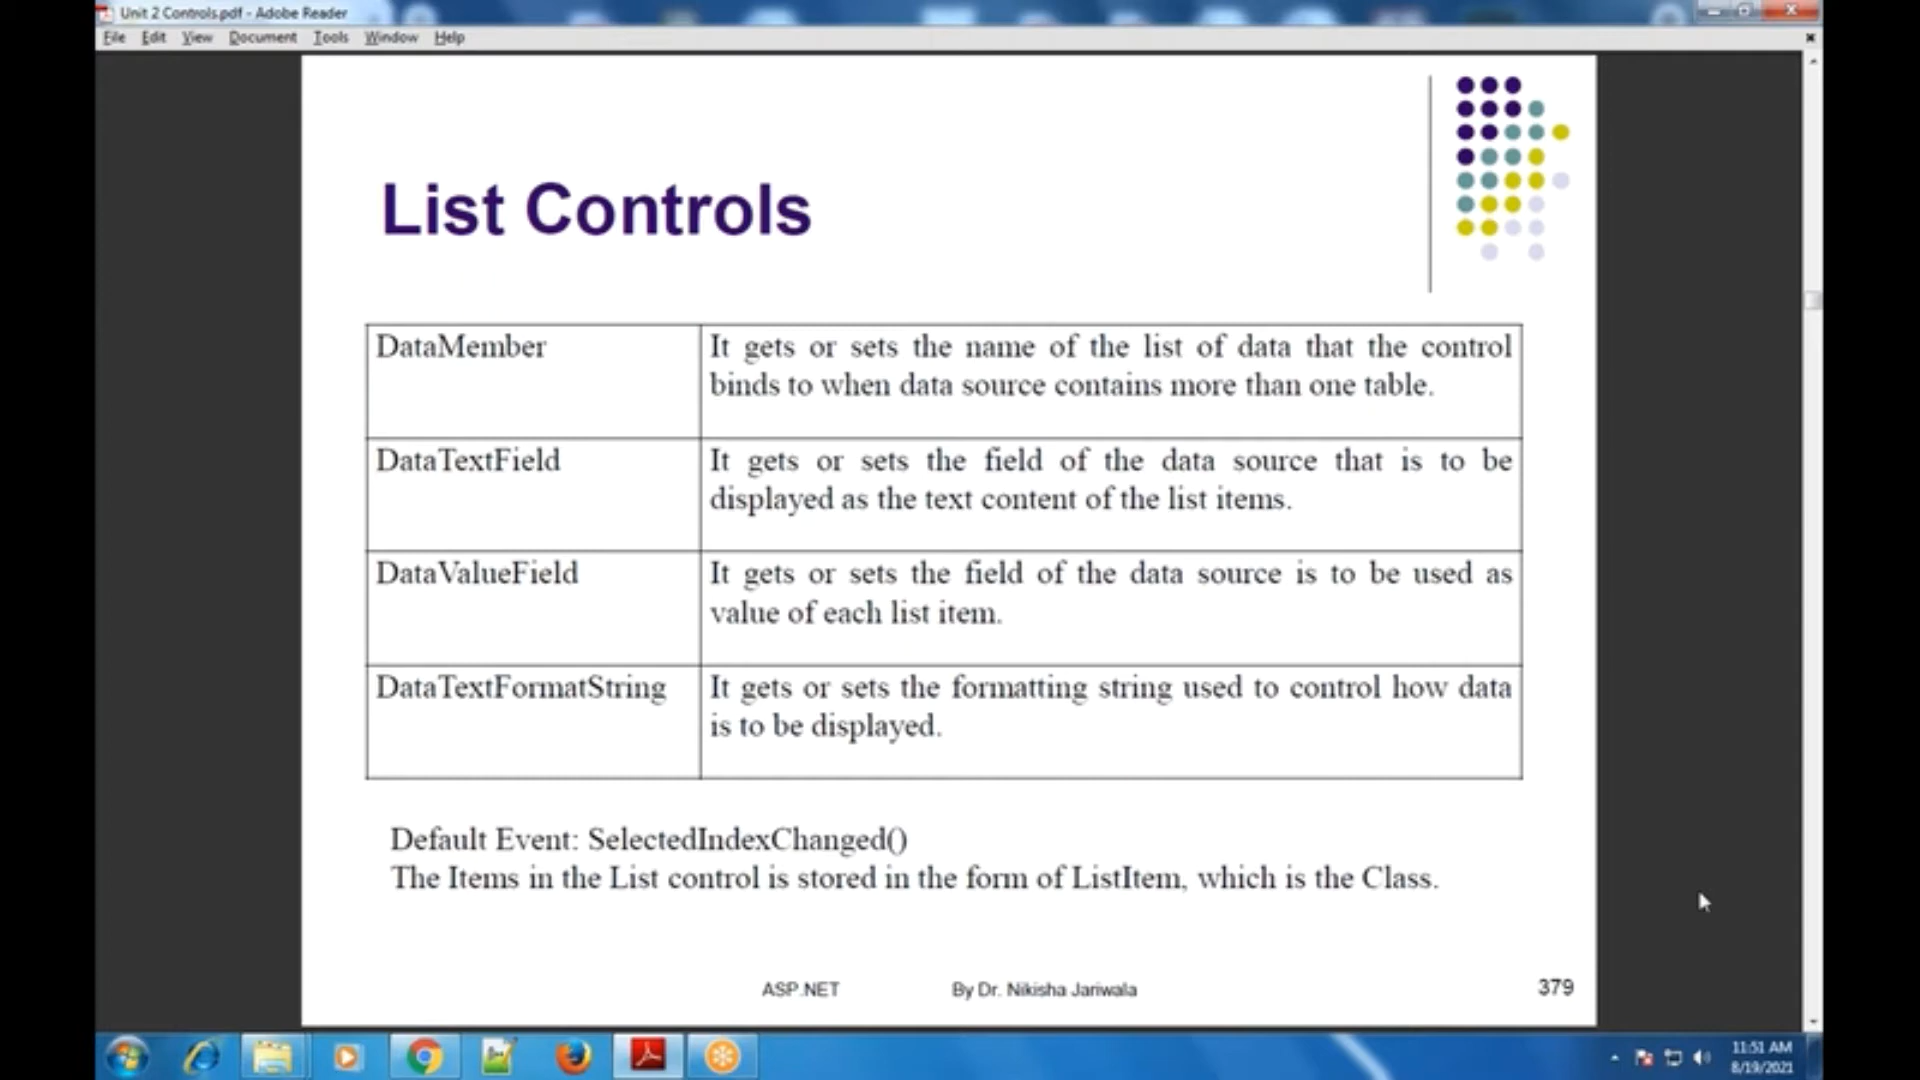 Unit 2 Controls.pdf - Adobe Reader
File Edit View Document Tools Window Help
List Controls
DataMember
It gets or sets the name of the list of data that the control
binds to when data source contains more than one table.
DataTextField
It gets or sets the field of the data source that is to be
displayed as the text content of the list items.
DataValueField
It gets or sets the field of the data source is to be used as
value of each list item.
DataTextFormatString
It gets or sets the formatting string used to control how data
is to be displayed.
Default Event: SelectedIndexChanged()
The Items in the List control is stored in the form of ListItem, which is the Class.
ASP.NET By Dr. Nikisha Jariwala 379
11:51 AM
8/19/2021